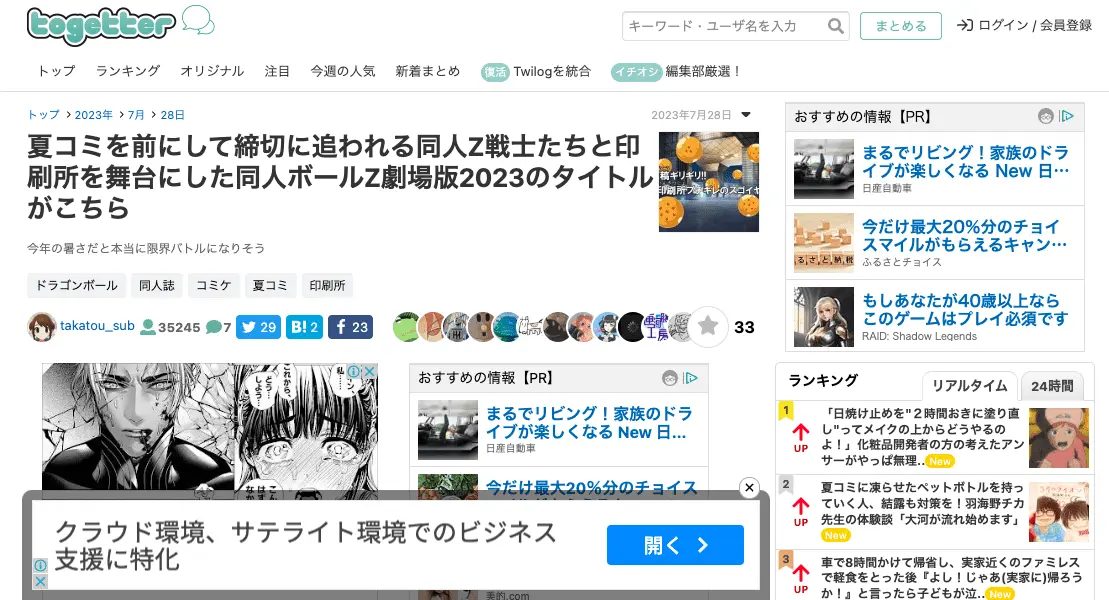 togetter
キーワード・ユーザ名を入力
まとめる
ログイン / 会員登録
トップ ランキング オリジナル 注目 今週の人気 新着まとめ 復活 Twilogを統合 イチオシ 編集部厳選！
トップ 2023年 7月 28日
2023年7月28日
夏コミを前にして締切に追われる同人Z戦士たちと印
刷所を舞台にした同人ボールZ劇場版2023のタイトル
がこちら
稿ギリギリ!!
印刷所ブチギレのスゴイヤ
今年の暑さだと本当に限界バトルになりそう
ドラゴンボール 同人誌 コミケ 夏コミ 印刷所
takatou_sub 35245 7 29 B! 2 23
33
おすすめの情報【PR】
まるでリビング！家族のドラ
イブが楽しくなる New 日…
日産自動車
今だけ最大20%分のチョイ
スマイルがもらえるキャン…
ふるさとチョイス
るさと納税
もしあなたが40歳以上なら
このゲームはプレイ必須です
RAID: Shadow Legends
おすすめの情報【PR】
まるでリビング！家族のドラ
イブが楽しくなる New 日…
日産自動車
今だけ最大20%分のチョイス
美的.com
クラウド環境、サテライト環境でのビジネス
支援に特化
開く
ランキング
リアルタイム 24時間
1
UP
「日焼け止めを"２時間おきに塗り直
し"ってメイクの上からどうやるの
よ！」化粧品開発者の方の考えたアン
サーがやっぱ無理.. New
2
UP
夏コミに凍らせたペットボトルを持っ
ていく人、結露も対策を！羽海野チカ
先生の体験談「大河が流れ始めます」
New
3
UP
車で8時間かけて帰省し、実家近くのファミレス
で軽食をとった後『よし！じゃあ(実家に)帰ろう
か！』と言ったら子どもが泣.. New